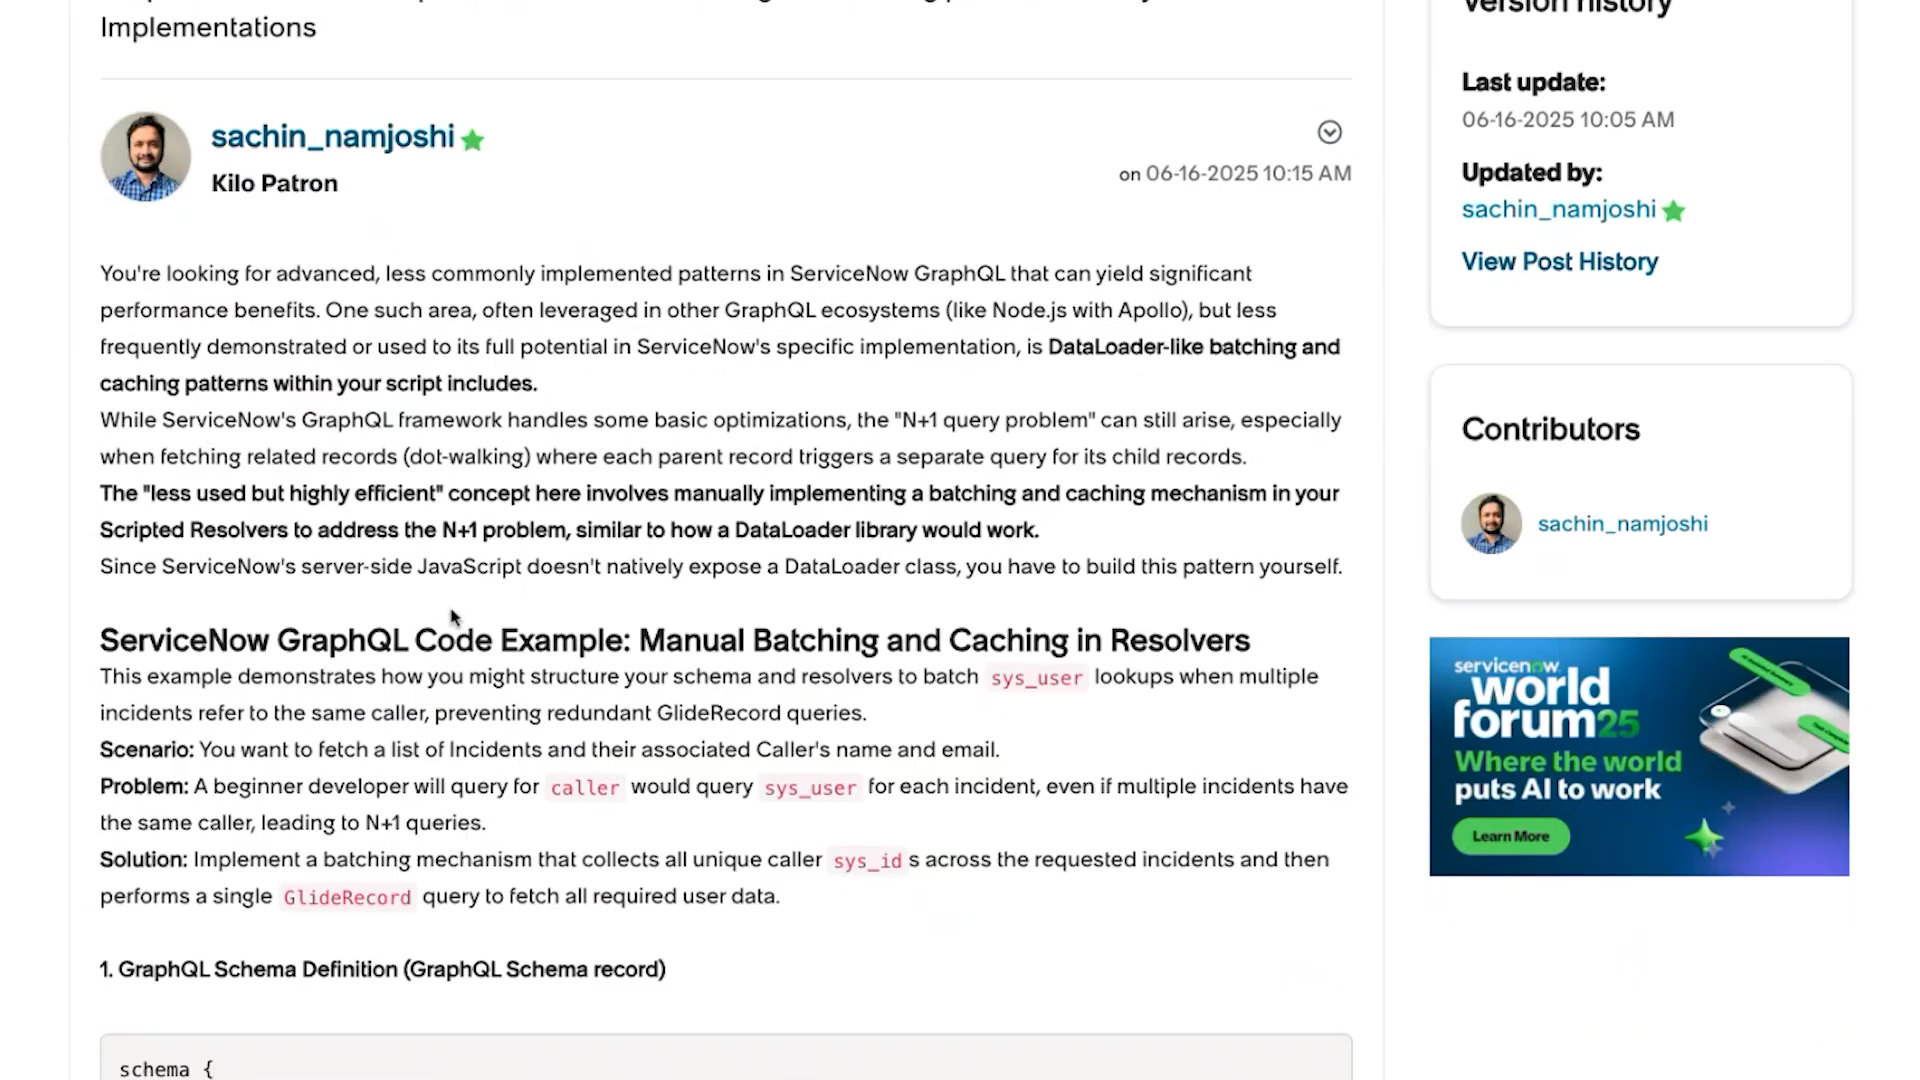 Implementations
Version history
sachin_namjoshi
Kilo Patron
on 06-16-2025 10:15 AM
You're looking for advanced, less commonly implemented patterns in ServiceNow GraphQL that can yield significant
performance benefits. One such area, often leveraged in other GraphQL ecosystems (like Node.js with Apollo), but less
frequently demonstrated or used to its full potential in ServiceNow's specific implementation, is DataLoader-like batching and
caching patterns within your script includes.
While ServiceNow's GraphQL framework handles some basic optimizations, the "N+1 query problem" can still arise, especially
when fetching related records (dot-walking) where each parent record triggers a separate query for its child records.
The "less used but highly efficient" concept here involves manually implementing a batching and caching mechanism in your
Scripted Resolvers to address the N+1 problem, similar to how a DataLoader library would work.
Since ServiceNow's server-side JavaScript doesn't natively expose a DataLoader class, you have to build this pattern yourself.
ServiceNow GraphQL Code Example: Manual Batching and Caching in Resolvers
This example demonstrates how you might structure your schema and resolvers to batch sys_user lookups when multiple
incidents refer to the same caller, preventing redundant GlideRecord queries.
Scenario: You want to fetch a list of Incidents and their associated Caller's name and email.
Problem: A beginner developer will query for caller would query sys_user for each incident, even if multiple incidents have
the same caller, leading to N+1 queries.
Solution: Implement a batching mechanism that collects all unique caller sys_id s across the requested incidents and then
performs a single GlideRecord query to fetch all required user data.
1. GraphQL Schema Definition (GraphQL Schema record)
schema {
Last update:
06-16-2025 10:05 AM
Updated by:
sachin_namjoshi
View Post History
Contributors
sachin_namjoshi
servicenow
world
forum25
Where the world
puts AI to work
Learn More